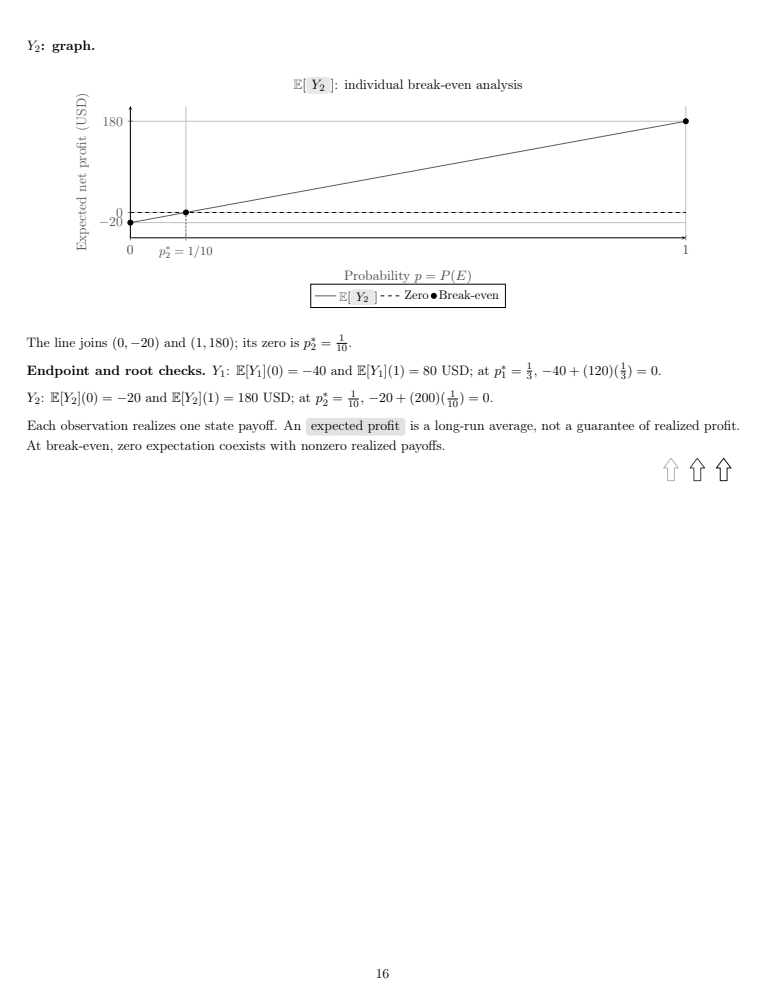 Y₂: graph.
𝔼[ Y₂ ]: individual break-even analysis
Expected net profit (USD)
180
0
−20
0 p₂* = 1/10 1
Probability p = P(E)
𝔼[ Y₂ ] Zero Break-even
The line joins (0, −20) and (1, 180); its zero is p₂* = 1/10.
Endpoint and root checks. Y₁: 𝔼[Y₁](0) = −40 and 𝔼[Y₁](1) = 80 USD; at p₁* = 1/3, −40 + (120)(1/3) = 0.
Y₂: 𝔼[Y₂](0) = −20 and 𝔼[Y₂](1) = 180 USD; at p₂* = 1/10, −20 + (200)(1/10) = 0.
Each observation realizes one state payoff. An expected profit is a long-run average, not a guarantee of realized profit.
At break-even, zero expectation coexists with nonzero realized payoffs.
16